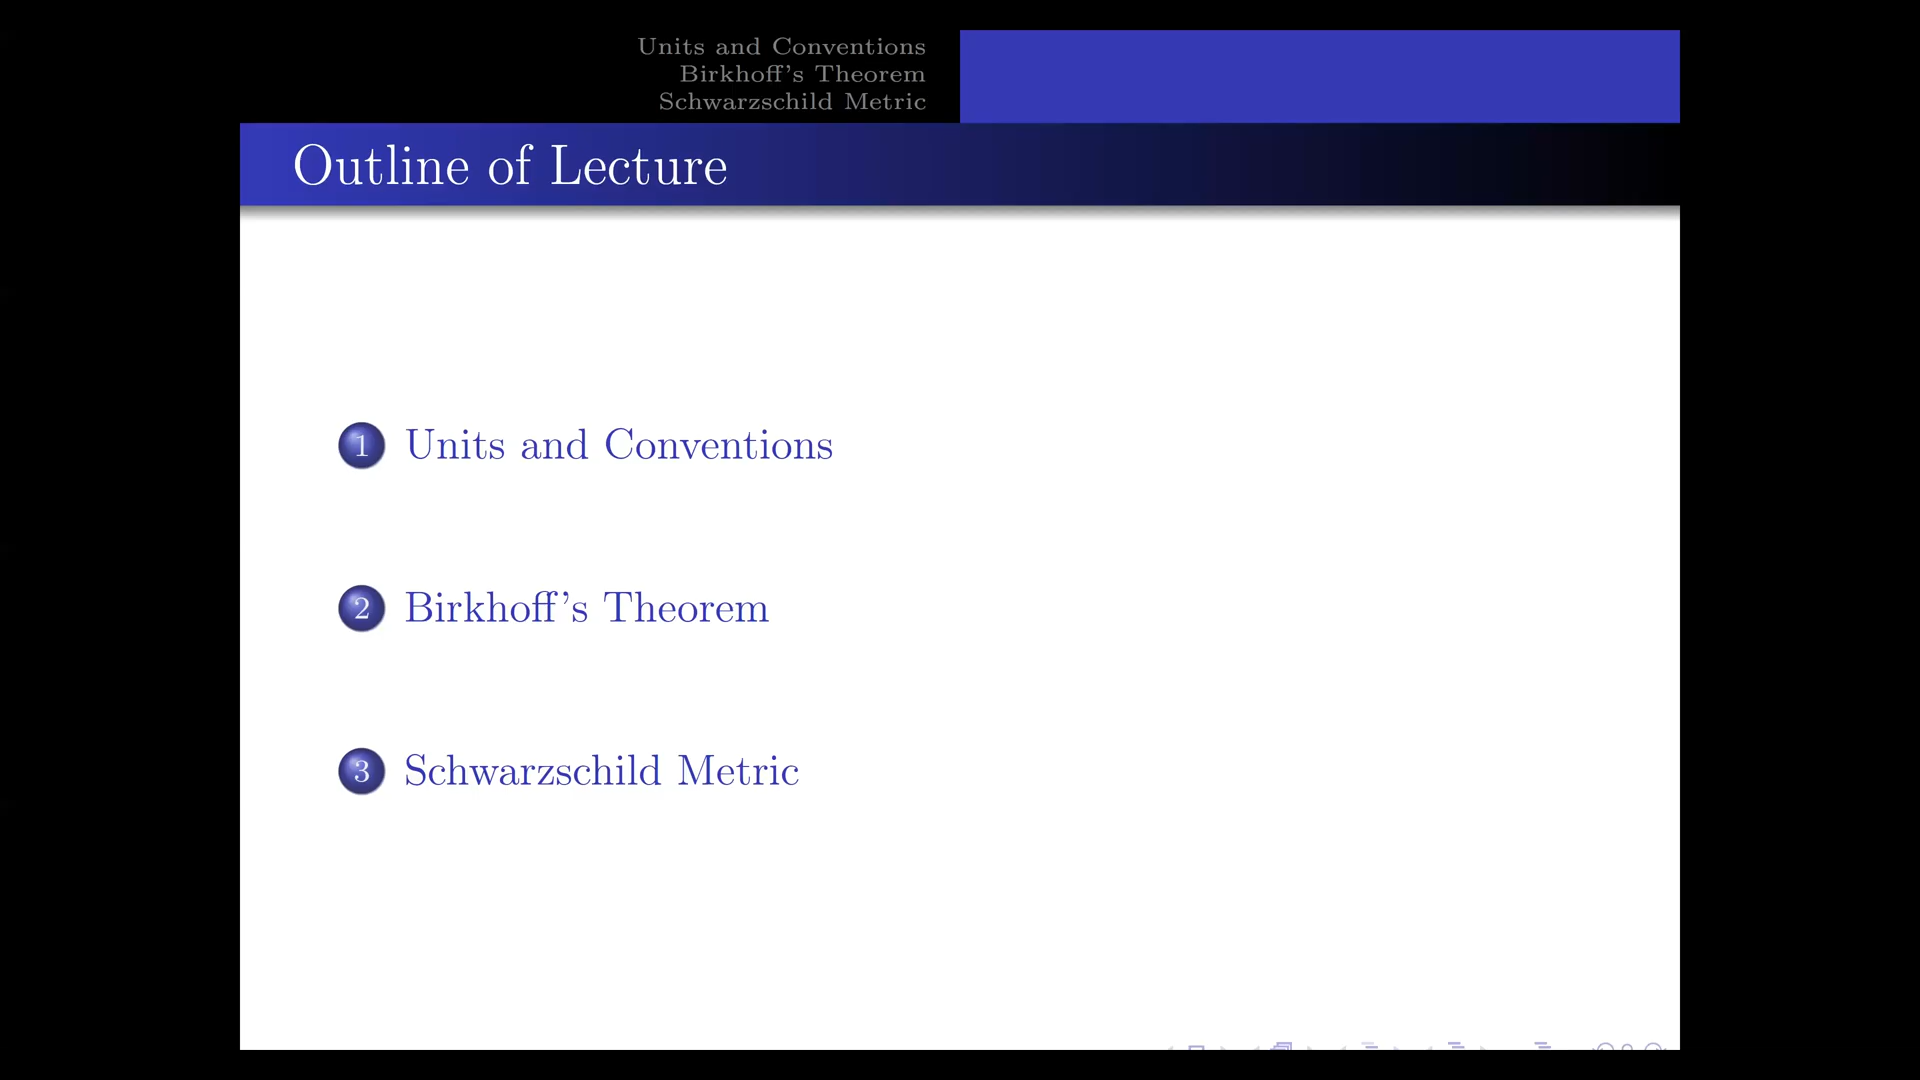 Units and Conventions
Birkhoff's Theorem
Schwarzschild Metric
Outline of Lecture
1 Units and Conventions
2 Birkhoff's Theorem
3 Schwarzschild Metric